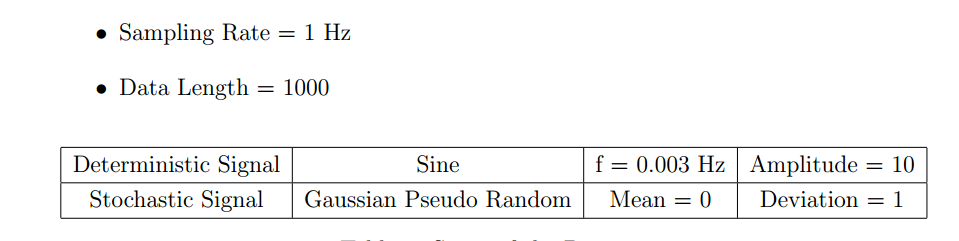 • Sampling Rate = 1 Hz
• Data Length = 1000
Deterministic Signal Sine f = 0.003 Hz Amplitude = 10
Stochastic Signal Gaussian Pseudo Random Mean = 0 Deviation = 1